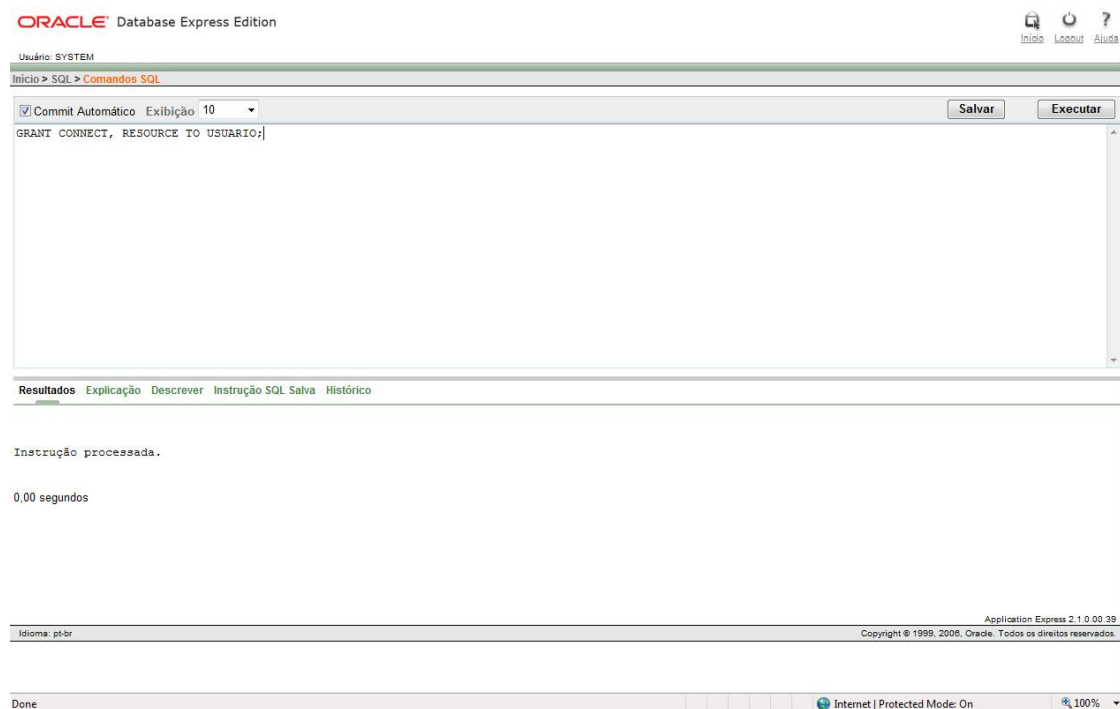 ORACLE Database Express Edition
Início Logout Ajuda
Usuário: SYSTEM
Início > SQL > Comandos SQL
Commit Automático Exibição 10 Salvar Executar
GRANT CONNECT, RESOURCE TO USUARIO;
Resultados Explicação Descrever Instrução SQL Salva Histórico
Instrução processada.
0,00 segundos
Application Express 2.1.0.00.39
Idioma: pt-br Copyright © 1999, 2006, Oracle. Todos os direitos reservados.
Done Internet | Protected Mode: On 100%